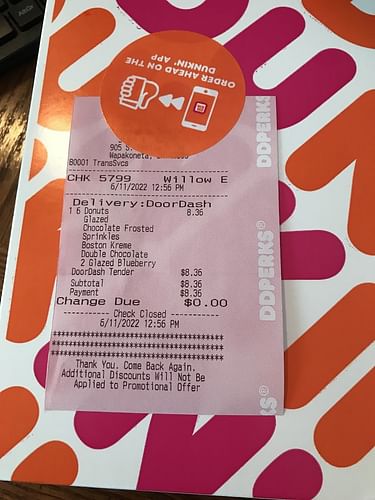 ORDER AHEAD ON THE
DUNKIN' APP
905 S.
Wapakoneta,
80001 TransSvcs
CHK 5799 Willow E
6/11/2022 12:56 PM
Delivery:DoorDash
1 6 Donuts 8.36
Glazed
Chocolate Frosted
Sprinkles
Boston Kreme
Double Chocolate
2 Glazed Blueberry
DoorDash Tender $8.36
Subtotal $8.36
Payment $8.36
Change Due $0.00
------------ Check Closed ------------
6/11/2022 12:56 PM
Thank You. Come Back Again.
Additional Discounts Will Not Be
Applied to Promotional Offer
DDPERKS
DDPERKS®
KS®